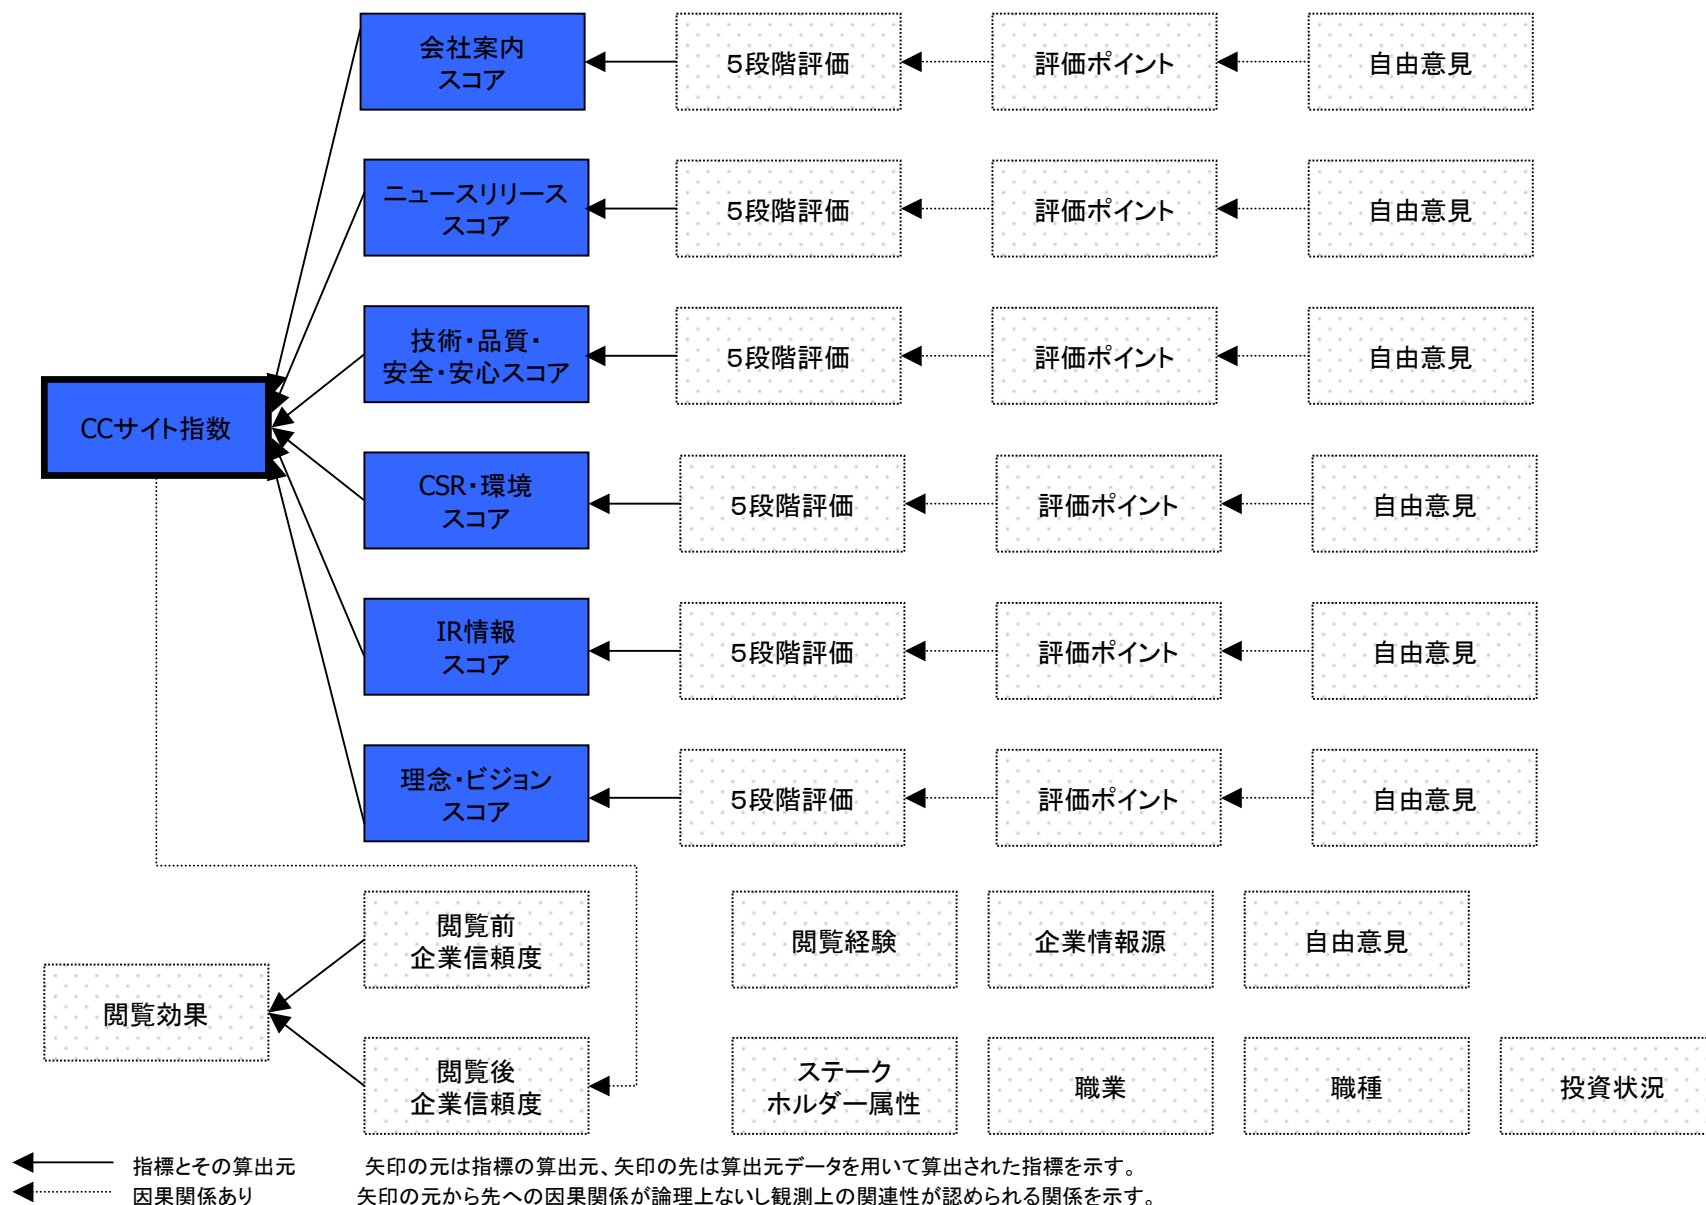 会社案内
スコア
5段階評価
評価ポイント
自由意見
ニュースリリース
スコア
5段階評価
評価ポイント
自由意見
技術・品質・
安全・安心スコア
5段階評価
評価ポイント
自由意見
CCサイト指数
CSR・環境
スコア
5段階評価
評価ポイント
自由意見
IR情報
スコア
5段階評価
評価ポイント
自由意見
理念・ビジョン
スコア
5段階評価
評価ポイント
自由意見
閲覧前
企業信頼度
閲覧経験
企業情報源
自由意見
閲覧効果
閲覧後
企業信頼度
ステーク
ホルダー属性
職業
職種
投資状況
指標とその算出元 矢印の元は指標の算出元、矢印の先は算出元データを用いて算出された指標を示す。
因果関係あり 矢印の元から先への因果関係が論理上ないし観測上の関連性が認められる関係を示す。